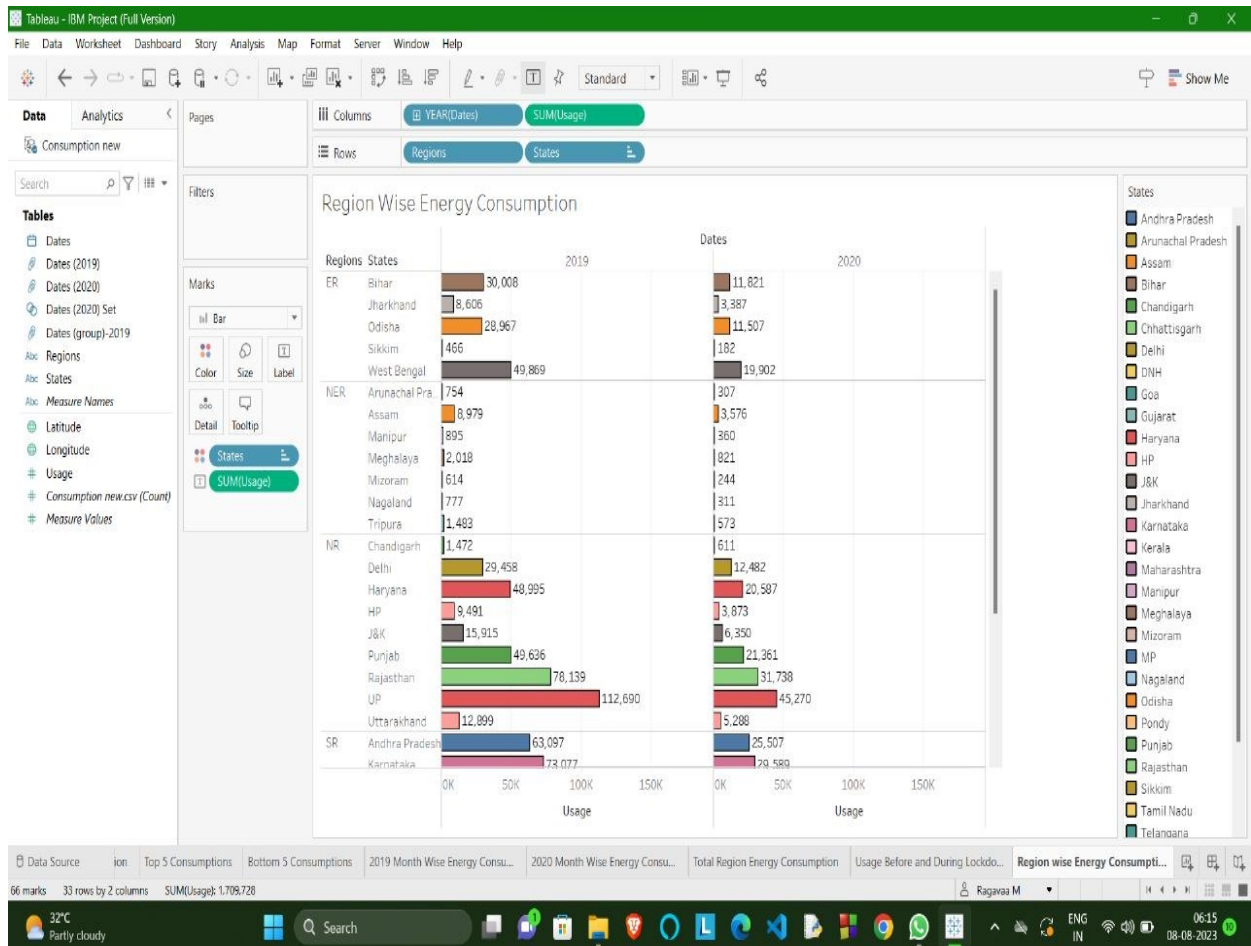 Tableau - IBM Project (Full Version)
File Data Worksheet Dashboard Story Analysis Map Format Server Window Help
Standard
Show Me
Data Analytics
Consumption new
Search
Tables
Dates
Dates (2019)
Dates (2020)
Dates (2020) Set
Dates (group)-2019
Abc Regions
Abc States
Abc Measure Names
Latitude
Longitude
# Usage
# Consumption new.csv (Count)
# Measure Values
Pages
Filters
Marks
Bar
Color Size Label
Detail Tooltip
States
SUM(Usage)
Columns YEAR(Dates) SUM(Usage)
Rows Regions States
Region Wise Energy Consumption
Dates
Regions States 2019 2020
ER Bihar 30,008 11,821
Jharkhand 8,606 3,387
Odisha 28,967 11,507
Sikkim 466 182
West Bengal 49,869 19,902
NER Arunachal Pra.. 754 307
Assam 8,979 3,576
Manipur 895 360
Meghalaya 2,018 821
Mizoram 614 244
Nagaland 777 311
Tripura 1,483 573
NR Chandigarh 1,472 611
Delhi 29,458 12,482
Haryana 48,995 20,587
HP 9,491 3,873
J&K 15,915 6,350
Punjab 49,636 21,361
Rajasthan 78,139 31,738
UP 112,690 45,270
Uttarakhand 12,899 5,288
SR Andhra Pradesh 63,097 25,507
Karnataka 73,077 29,589
0K 50K 100K 150K 0K 50K 100K 150K
Usage Usage
States
Andhra Pradesh
Arunachal Pradesh
Assam
Bihar
Chandigarh
Chhattisgarh
Delhi
DNH
Goa
Gujarat
Haryana
HP
J&K
Jharkhand
Karnataka
Kerala
Maharashtra
Manipur
Meghalaya
Mizoram
MP
Nagaland
Odisha
Pondy
Punjab
Rajasthan
Sikkim
Tamil Nadu
Telangana
Data Source ion Top 5 Consumptions Bottom 5 Consumptions 2019 Month Wise Energy Consu... 2020 Month Wise Energy Consu... Total Region Energy Consumption Usage Before and During Lockdo... Region wise Energy Consumpti...
66 marks 33 rows by 2 columns SUM(Usage): 1,709,728 Ragavaa M
32°C
Partly cloudy
Search
ENG
IN
06:15
08-08-2023
10